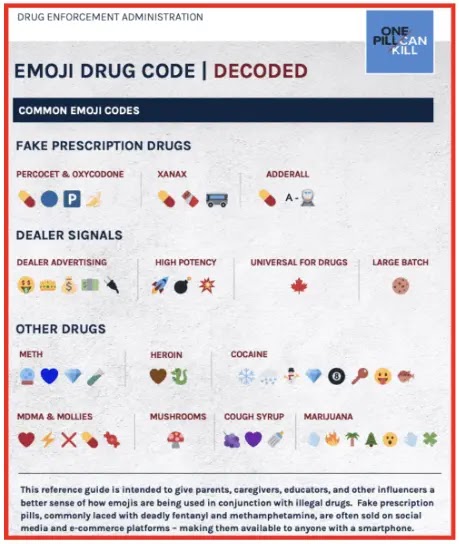 DRUG ENFORCEMENT ADMINISTRATION
ONE
PILL CAN
KILL
EMOJI DRUG CODE | DECODED
COMMON EMOJI CODES
FAKE PRESCRIPTION DRUGS
PERCOCET & OXYCODONE XANAX ADDERALL
P A-
DEALER SIGNALS
DEALER ADVERTISING HIGH POTENCY UNIVERSAL FOR DRUGS LARGE BATCH
OTHER DRUGS
METH HEROIN COCAINE
8
MDMA & MOLLIES MUSHROOMS COUGH SYRUP MARIJUANA
This reference guide is intended to give parents, caregivers, educators, and other influencers a
better sense of how emojis are being used in conjunction with illegal drugs. Fake prescription
pills, commonly laced with deadly fentanyl and methamphetamine, are often sold on social
media and e-commerce platforms – making them available to anyone with a smartphone.